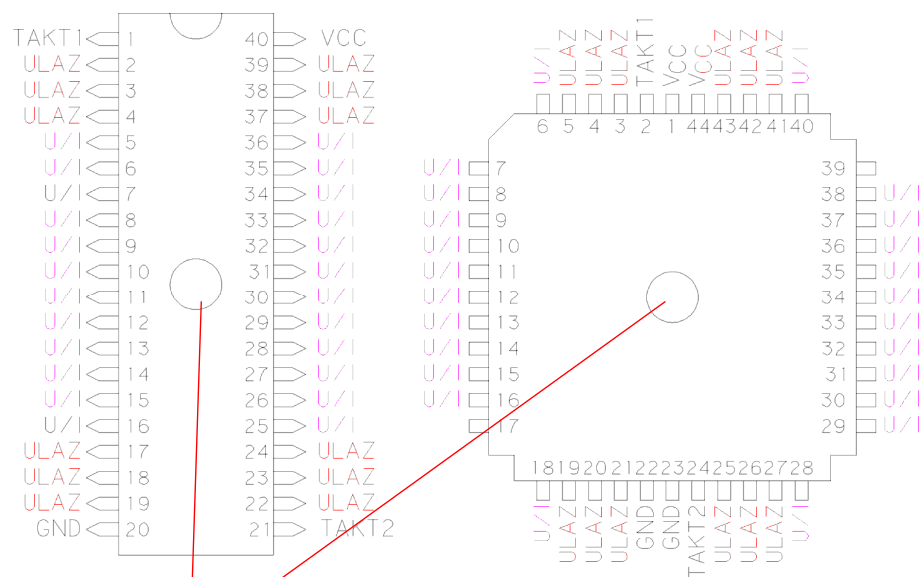 TAKT1 1 40 VCC
ULAZ 2 39 ULAZ
ULAZ 3 38 ULAZ
ULAZ 4 37 ULAZ
U/I 5 36 U/I
U/I 6 35 U/I
U/I 7 34 U/I
U/I 8 33 U/I
U/I 9 32 U/I
U/I 10 31 U/I
U/I 11 30 U/I
U/I 12 29 U/I
U/I 13 28 U/I
U/I 14 27 U/I
U/I 15 26 U/I
U/I 16 25 U/I
ULAZ 17 24 ULAZ
ULAZ 18 23 ULAZ
ULAZ 19 22 ULAZ
GND 20 21 TAKT2
U/I ULAZ ULAZ ULAZ TAKT1 VCC VCC ULAZ ULAZ ULAZ U/I
6 5 4 3 2 1 44 43 42 41 40
U/I 7 39
8 38 U/I
U/I 9 37 U/I
U/I 10 36 U/I
U/I 11 35 U/I
U/I 12 34 U/I
U/I 13 33 U/I
U/I 14 32 U/I
U/I 15 31 U/I
U/I 16 30 U/I
17 29 U/I
18 19 20 21 22 23 24 25 26 27 28
U/I ULAZ ULAZ ULAZ GND GND TAKT2 ULAZ ULAZ ULAZ U/I